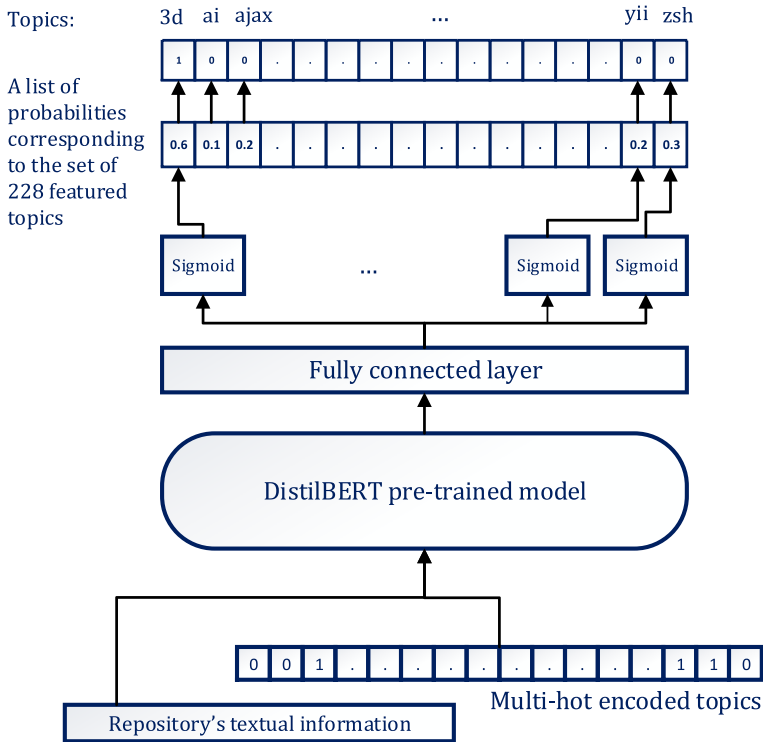 Topics:
3d ai ajax ... yii zsh
1 0 0 . . . . . . . . . . . 0 0
A list of
probabilities
corresponding
to the set of
228 featured
topics
0.6 0.1 0.2 . . . . . . . . . . . 0.2 0.3
Sigmoid ... Sigmoid Sigmoid
Fully connected layer
DistilBERT pre-trained model
0 0 1 . . . . . . . . . . 1 1 0
Multi-hot encoded topics
Repository’s textual information